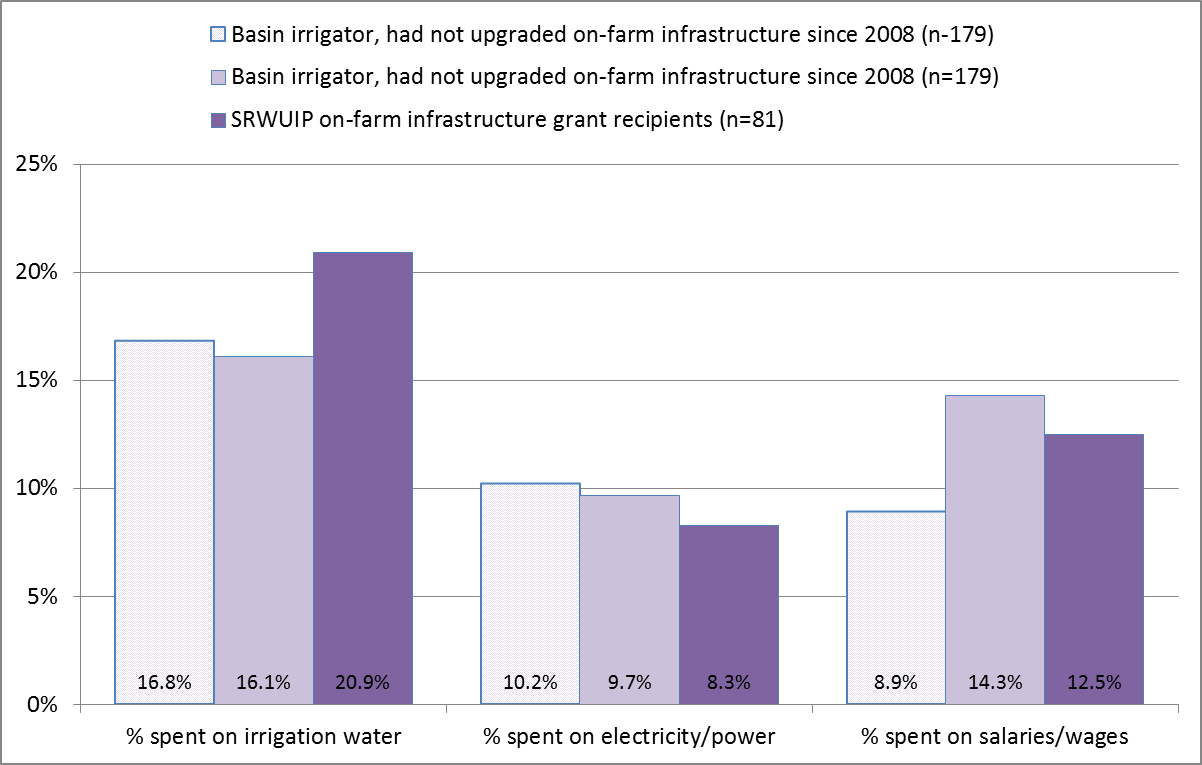 Basin irrigator, had not upgraded on-farm infrastructure since 2008 (n-179)
Basin irrigator, had not upgraded on-farm infrastructure since 2008 (n=179)
SRWUIP on-farm infrastructure grant recipients (n=81)
25%
20%
15%
10%
5%
0%
16.8% 16.1% 20.9% 10.2% 9.7% 8.3% 8.9% 14.3% 12.5%
% spent on irrigation water % spent on electricity/power % spent on salaries/wages